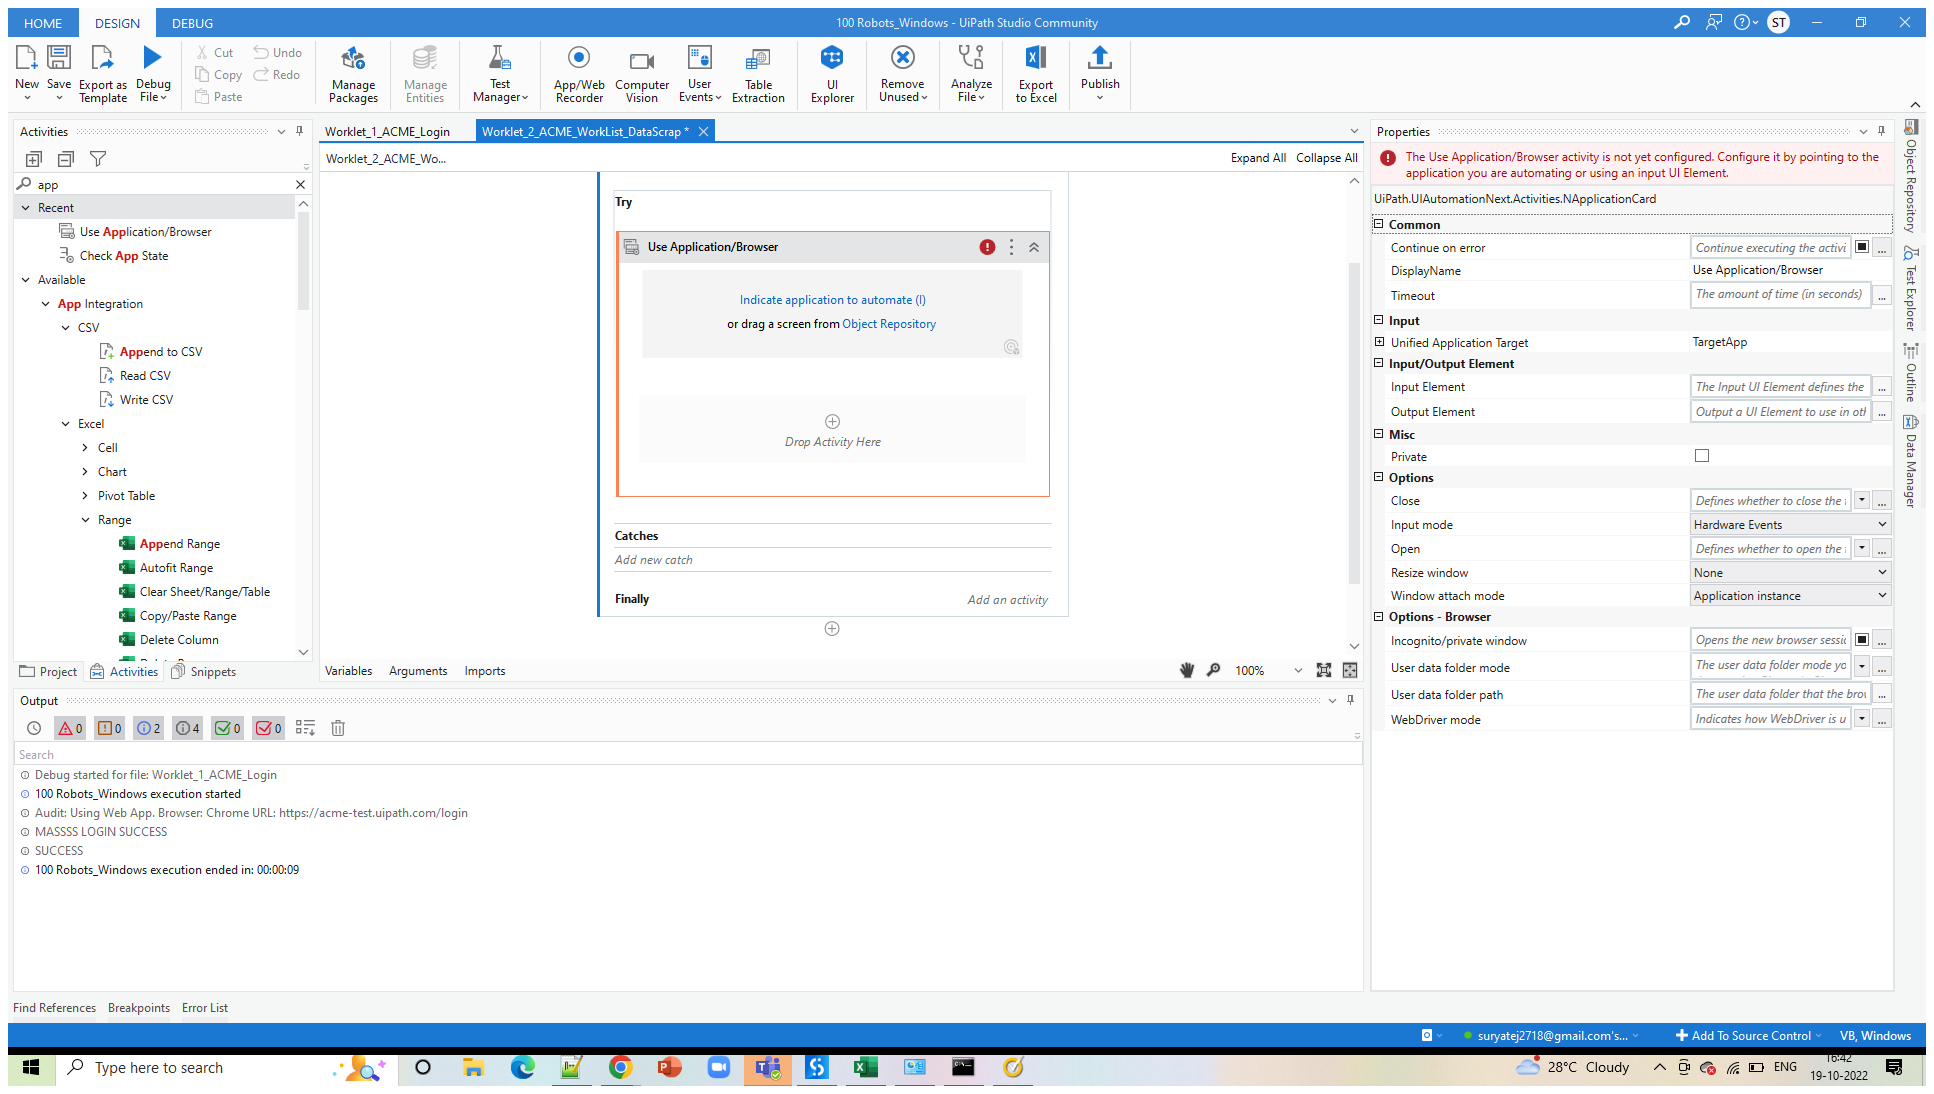 HOME
DESIGN
DEBUG
100 Robots_Windows - UiPath Studio Community
ST
New
Save
Export as
Template
Debug
File
Cut
Copy
Paste
Undo
Redo
Manage
Packages
Manage
Entities
Test
Manager
App/Web
Recorder
Computer
Vision
User
Events
Table
Extraction
UI
Explorer
Remove
Unused
Analyze
File
Export
to Excel
Publish
Activities
app
Recent
Use Application/Browser
Check App State
Available
App Integration
CSV
Append to CSV
Read CSV
Write CSV
Excel
Cell
Chart
Pivot Table
Range
Append Range
Autofit Range
Clear Sheet/Range/Table
Copy/Paste Range
Delete Column
Project
Activities
Snippets
Worklet_1_ACME_Login
Worklet_2_ACME_WorkList_DataScrap *
Worklet_2_ACME_Wo...
Expand All
Collapse All
Try
Use Application/Browser
Indicate application to automate (I)
or drag a screen from Object Repository
Drop Activity Here
Catches
Add new catch
Finally
Add an activity
Variables
Arguments
Imports
100%
Properties
The Use Application/Browser activity is not yet configured. Configure it by pointing to the
application you are automating or using an input UI Element.
UiPath.UIAutomationNext.Activities.NApplicationCard
Common
Continue on error
Continue executing the activi
...
DisplayName
Use Application/Browser
Timeout
The amount of time (in seconds)
...
Input
Unified Application Target
TargetApp
Input/Output Element
Input Element
The Input UI Element defines the
...
Output Element
Output a UI Element to use in oth
...
Misc
Private
Options
Close
Defines whether to close the
...
Input mode
Hardware Events
Open
Defines whether to open the
...
Resize window
None
Window attach mode
Application instance
Options - Browser
Incognito/private window
Opens the new browser sessi
...
User data folder mode
The user data folder mode yo
...
User data folder path
The user data folder that the brow
...
WebDriver mode
Indicates how WebDriver is u
...
Object Repository
Test Explorer
Outline
Data Manager
Output
0
0
2
4
0
0
Search
Debug started for file: Worklet_1_ACME_Login
100 Robots_Windows execution started
Audit: Using Web App. Browser: Chrome URL: https://acme-test.uipath.com/login
MASSSS LOGIN SUCCESS
SUCCESS
100 Robots_Windows execution ended in: 00:00:09
Find References
Breakpoints
Error List
suryatej2718@gmail.com's...
Add To Source Control
VB, Windows
Type here to search
28°C Cloudy
ENG
16:42
19-10-2022